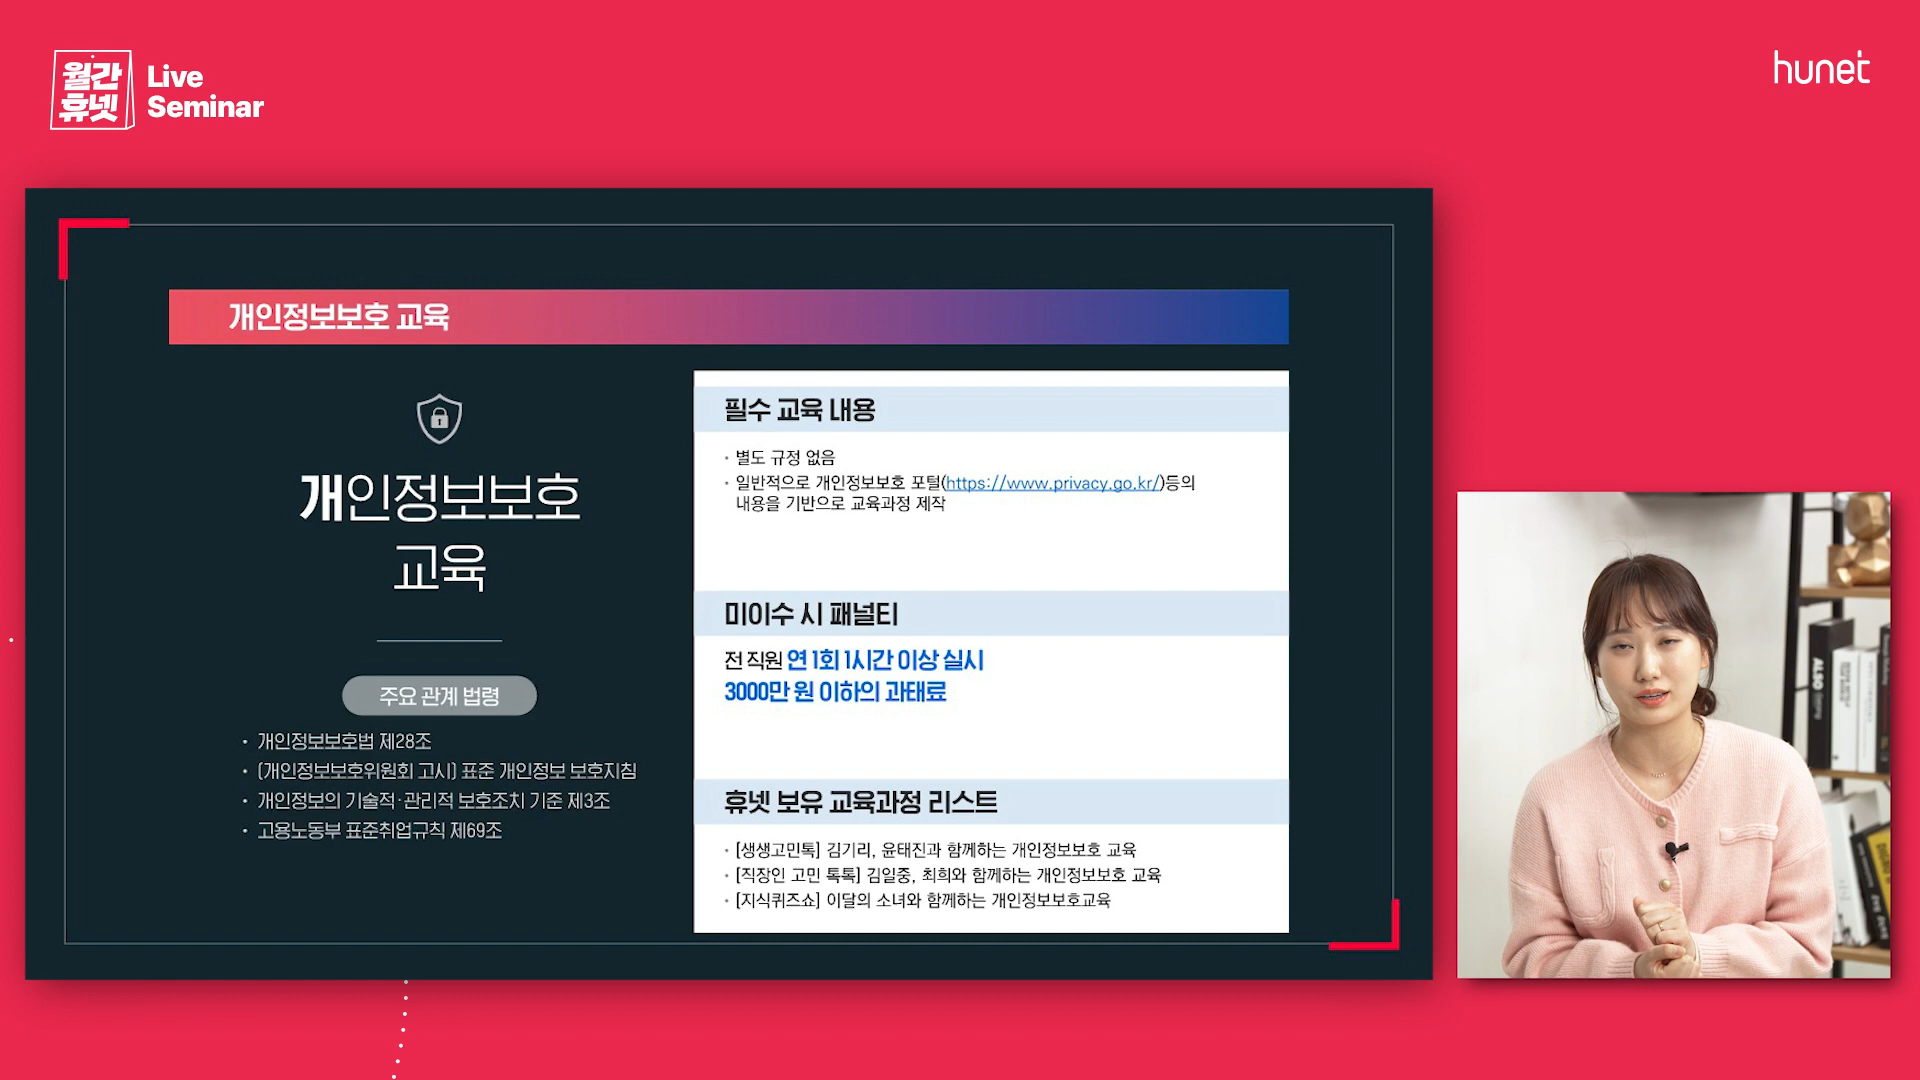 월간
휴넷
Live
Seminar
hunet
개인정보보호 교육
개인정보보호
교육
주요 관계 법령
• 개인정보보호법 제28조
• (개인정보보호위원회 고시) 표준 개인정보 보호지침
• 개인정보의 기술적·관리적 보호조치 기준 제3조
• 고용노동부 표준취업규칙 제69조
필수 교육 내용
• 별도 규정 없음
• 일반적으로 개인정보보호 포털(https://www.privacy.go.kr/)등의
내용을 기반으로 교육과정 제작
미이수 시 패널티
전 직원 연 1회 1시간 이상 실시
3000만 원 이하의 과태료
휴넷 보유 교육과정 리스트
• [생생고민톡] 김기리, 윤태진과 함께하는 개인정보보호 교육
• [직장인 고민 톡톡] 김일중, 최희와 함께하는 개인정보보호 교육
• [지식퀴즈쇼] 이달의 소녀와 함께하는 개인정보보호교육
ALSO